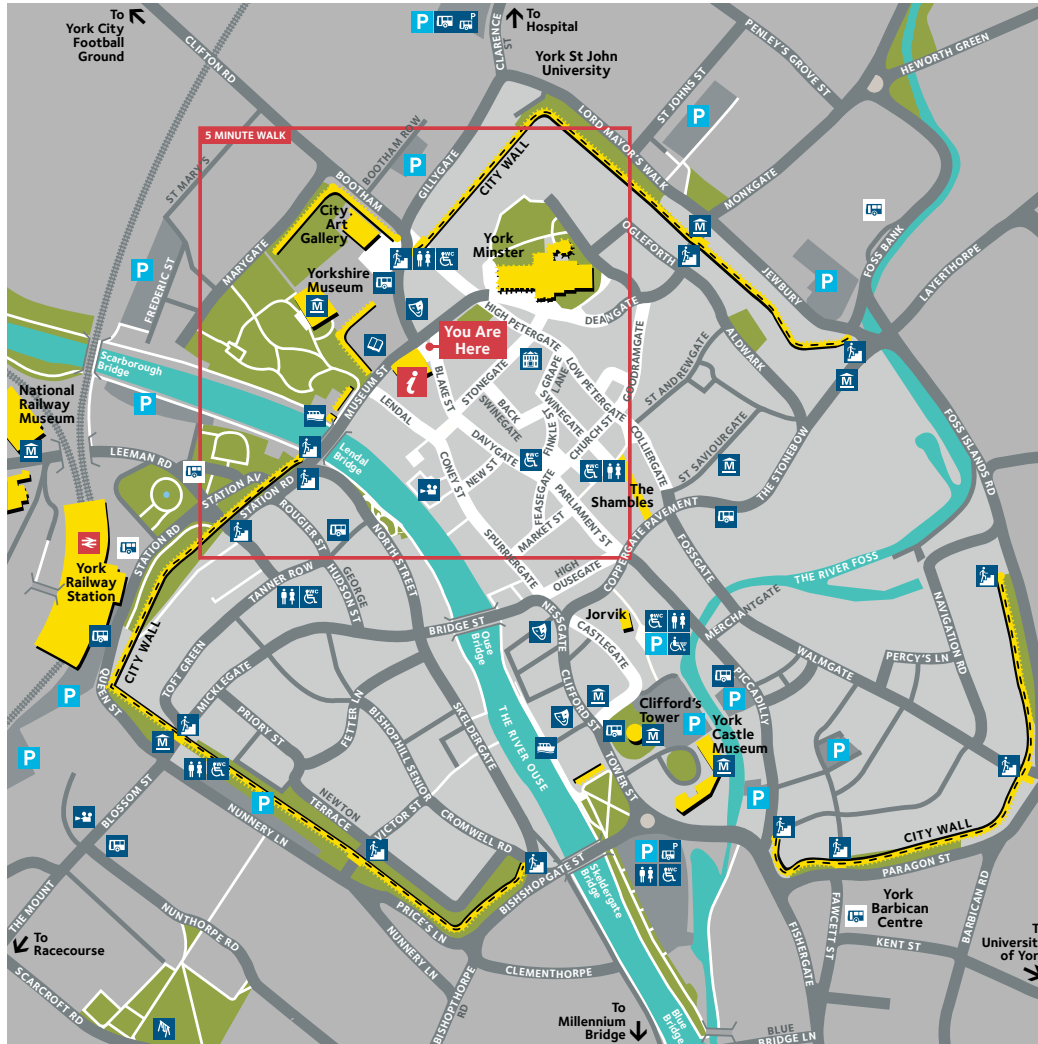 To
York City
Football
Ground
CLIFTON RD
P
P
CLARENCE
ST
To
Hospital
York St John
University
PENLEY'S GROVE ST
HEWORTH GREEN
ST JOHNS ST
P
LORD MAYOR'S WALK
MONKGATE
5 MINUTE WALK
ST MARY'S
BOOTHAM ROW
P
BOOTHAM
GILLYGATE
CITY WALL
City
Art
Gallery
York
Minster
WC
OGLEFORTH
M
JEWBURY
P
FOSS BANK
LAYERTHORPE
MARYGATE
FREDERIC ST
P
Yorkshire
Museum
M
HIGH PETERGATE
DEANGATE
You Are
Here
i
MUSEUM ST
BLAKE ST
STONEGATE
GRAPE
LANE
LOW PETERGATE
GOODRAMGATE
ALDWARK
ST ANDREWGATE
M
Scarborough
Bridge
P
National
Railway
Museum
M
LENDAL
BACK
SWINEGATE
SWINEGATE
FINKLE ST
CHURCH ST
COLLIERGATE
DAVYGATE
WC
WC
NEW ST
CONEY ST
FEASEGATE
MARKET ST
PARLIAMENT ST
The
Shambles
ST SAVIOURGATE
M
THE STONEBOW
FOSS ISLANDS RD
LEEMAN RD
STATION AV
STATION RD
STATION RD
Lendal
Bridge
ROUGIER ST
NORTH STREET
SPURRIERGATE
HIGH
OUSEGATE
COPPERGATE
PAVEMENT
FOSSGATE
THE RIVER FOSS
York
Railway
Station
TANNER ROW
GEORGE
HUDSON ST
WC
CITY WALL
BRIDGE ST
Ouse
Bridge
NESSGATE
Jorvik
WC
P
CASTLEGATE
MERCHANTGATE
WALMGATE
PERCY'S LN
NAVIGATION RD
P
QUEEN ST
TOFT GREEN
MICKLEGATE
PRIORY ST
FETTER LN
BISHOPHILL SENIOR
SKELDERGATE
THE RIVER OUSE
CLIFFORD ST
M
Clifford's
Tower
M
P
P
PICCADILLY
York
Castle
Museum
M
P
P
P
M
WC
BLOSSOM ST
P
NUNNERY LN
NEWTON
TERRACE
VICTOR ST
CROMWELL RD
TOWER ST
P
P
WC
Skeldergate
Bridge
BISHSHOPGATE ST
CITY WALL
PARAGON ST
THE MOUNT
To
Racecourse
NUNTHORPE RD
SCARCROFT RD
PRICE'S LN
NUNNERY LN
BISHOPTHORPE
RD
CLEMENTHORPE
To
Millennium
Bridge
Blue Bridge
BLUE
BRIDGE LN
FISHERGATE
FAWCETT ST
York
Barbican
Centre
KENT ST
BARBICAN RD
of Yor